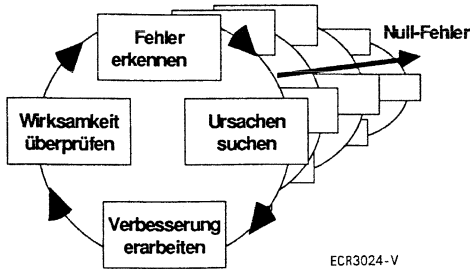 Fehler
erkennen
Null-Fehler
Wirksamkeit
überprüfen
Ursachen
suchen
Verbesserung
erarbeiten
ECR3024-V